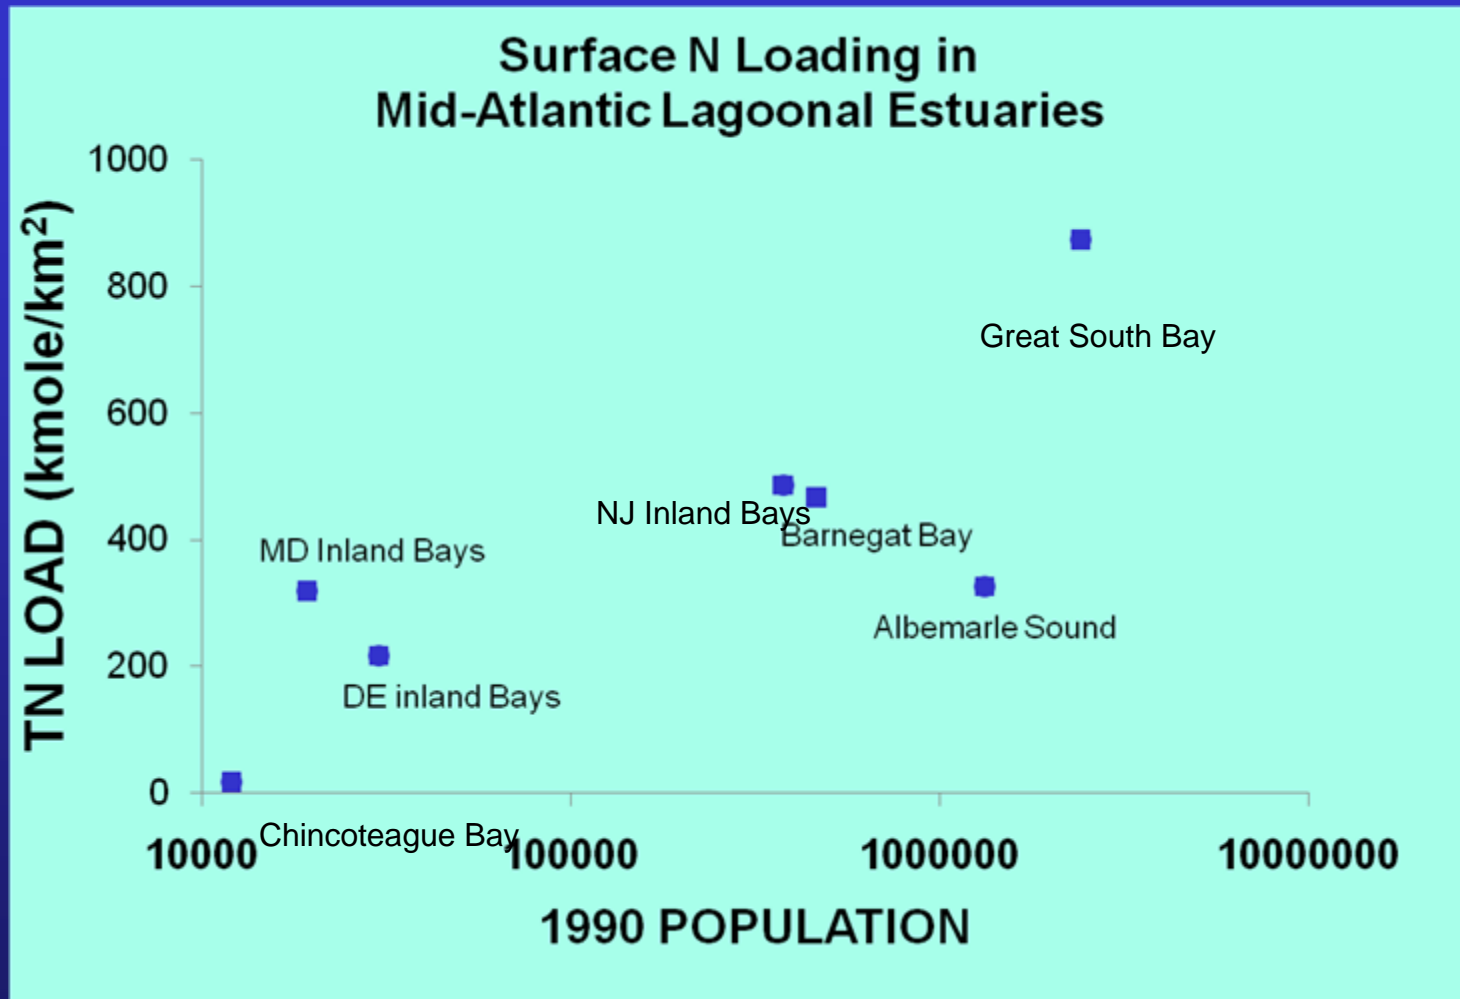 Surface N Loading in
Mid-Atlantic Lagoonal Estuaries
TN LOAD (kmole/km²)
1000
800
600
400
200
0
Great South Bay
NJ Inland Bays
Barnegat Bay
MD Inland Bays
Albemarle Sound
DE inland Bays
Chincoteague Bay
10000 100000 1000000 10000000
1990 POPULATION